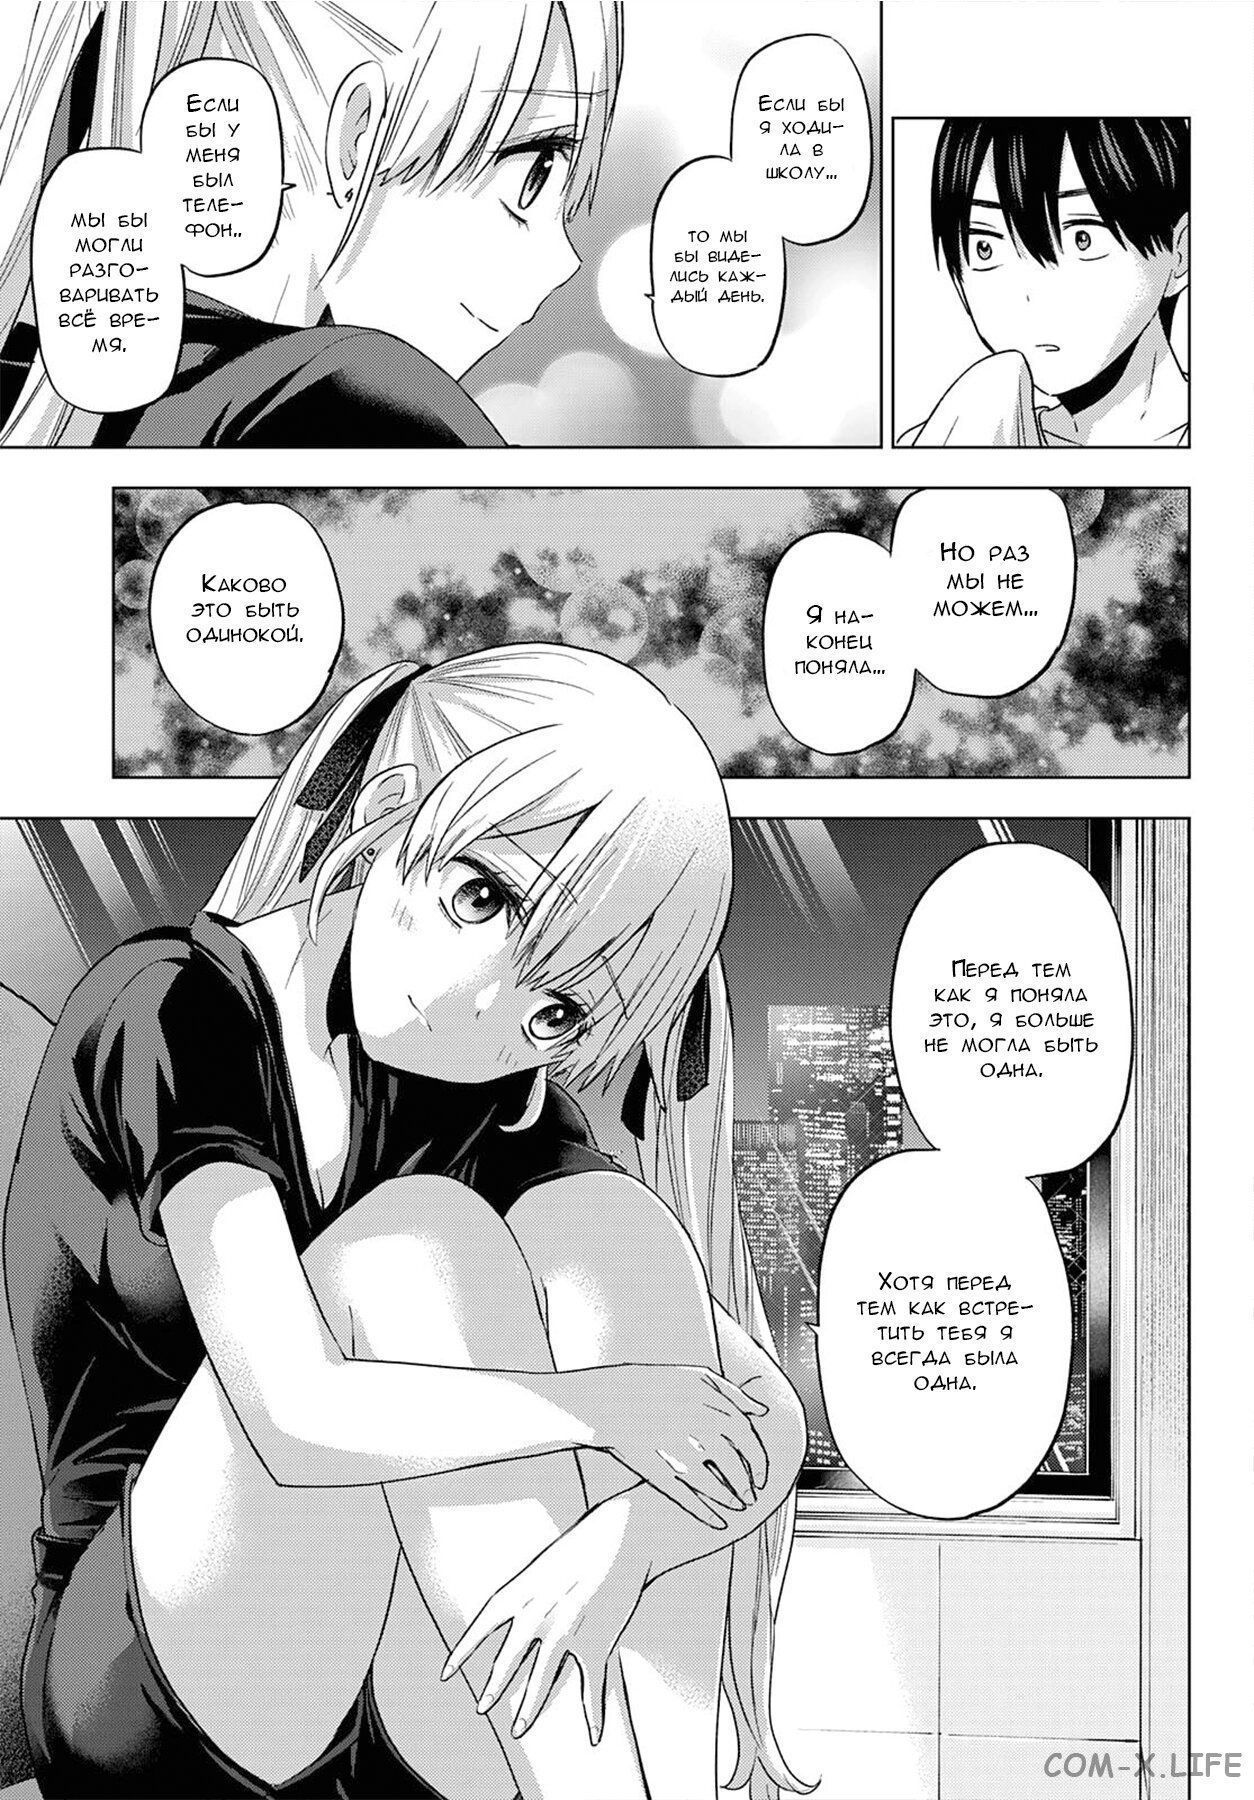 Если бы
я ходи-
ла в
школу...
то мы
бы виде-
лись каж-
дый день.
Если
бы у
меня
был
теле-
фон..
мы бы
могли
разго-
варивать
всё вре-
мя.
Но раз
мы не
можем...
Я на-
конец
поняла...
Каково
это быть
одинокой.
Перед тем
как я поняла
это, я больше
не могла быть
одна.
Хотя перед
тем как встре-
тить тебя я
всегда была
одна.
COM-X.LIFE